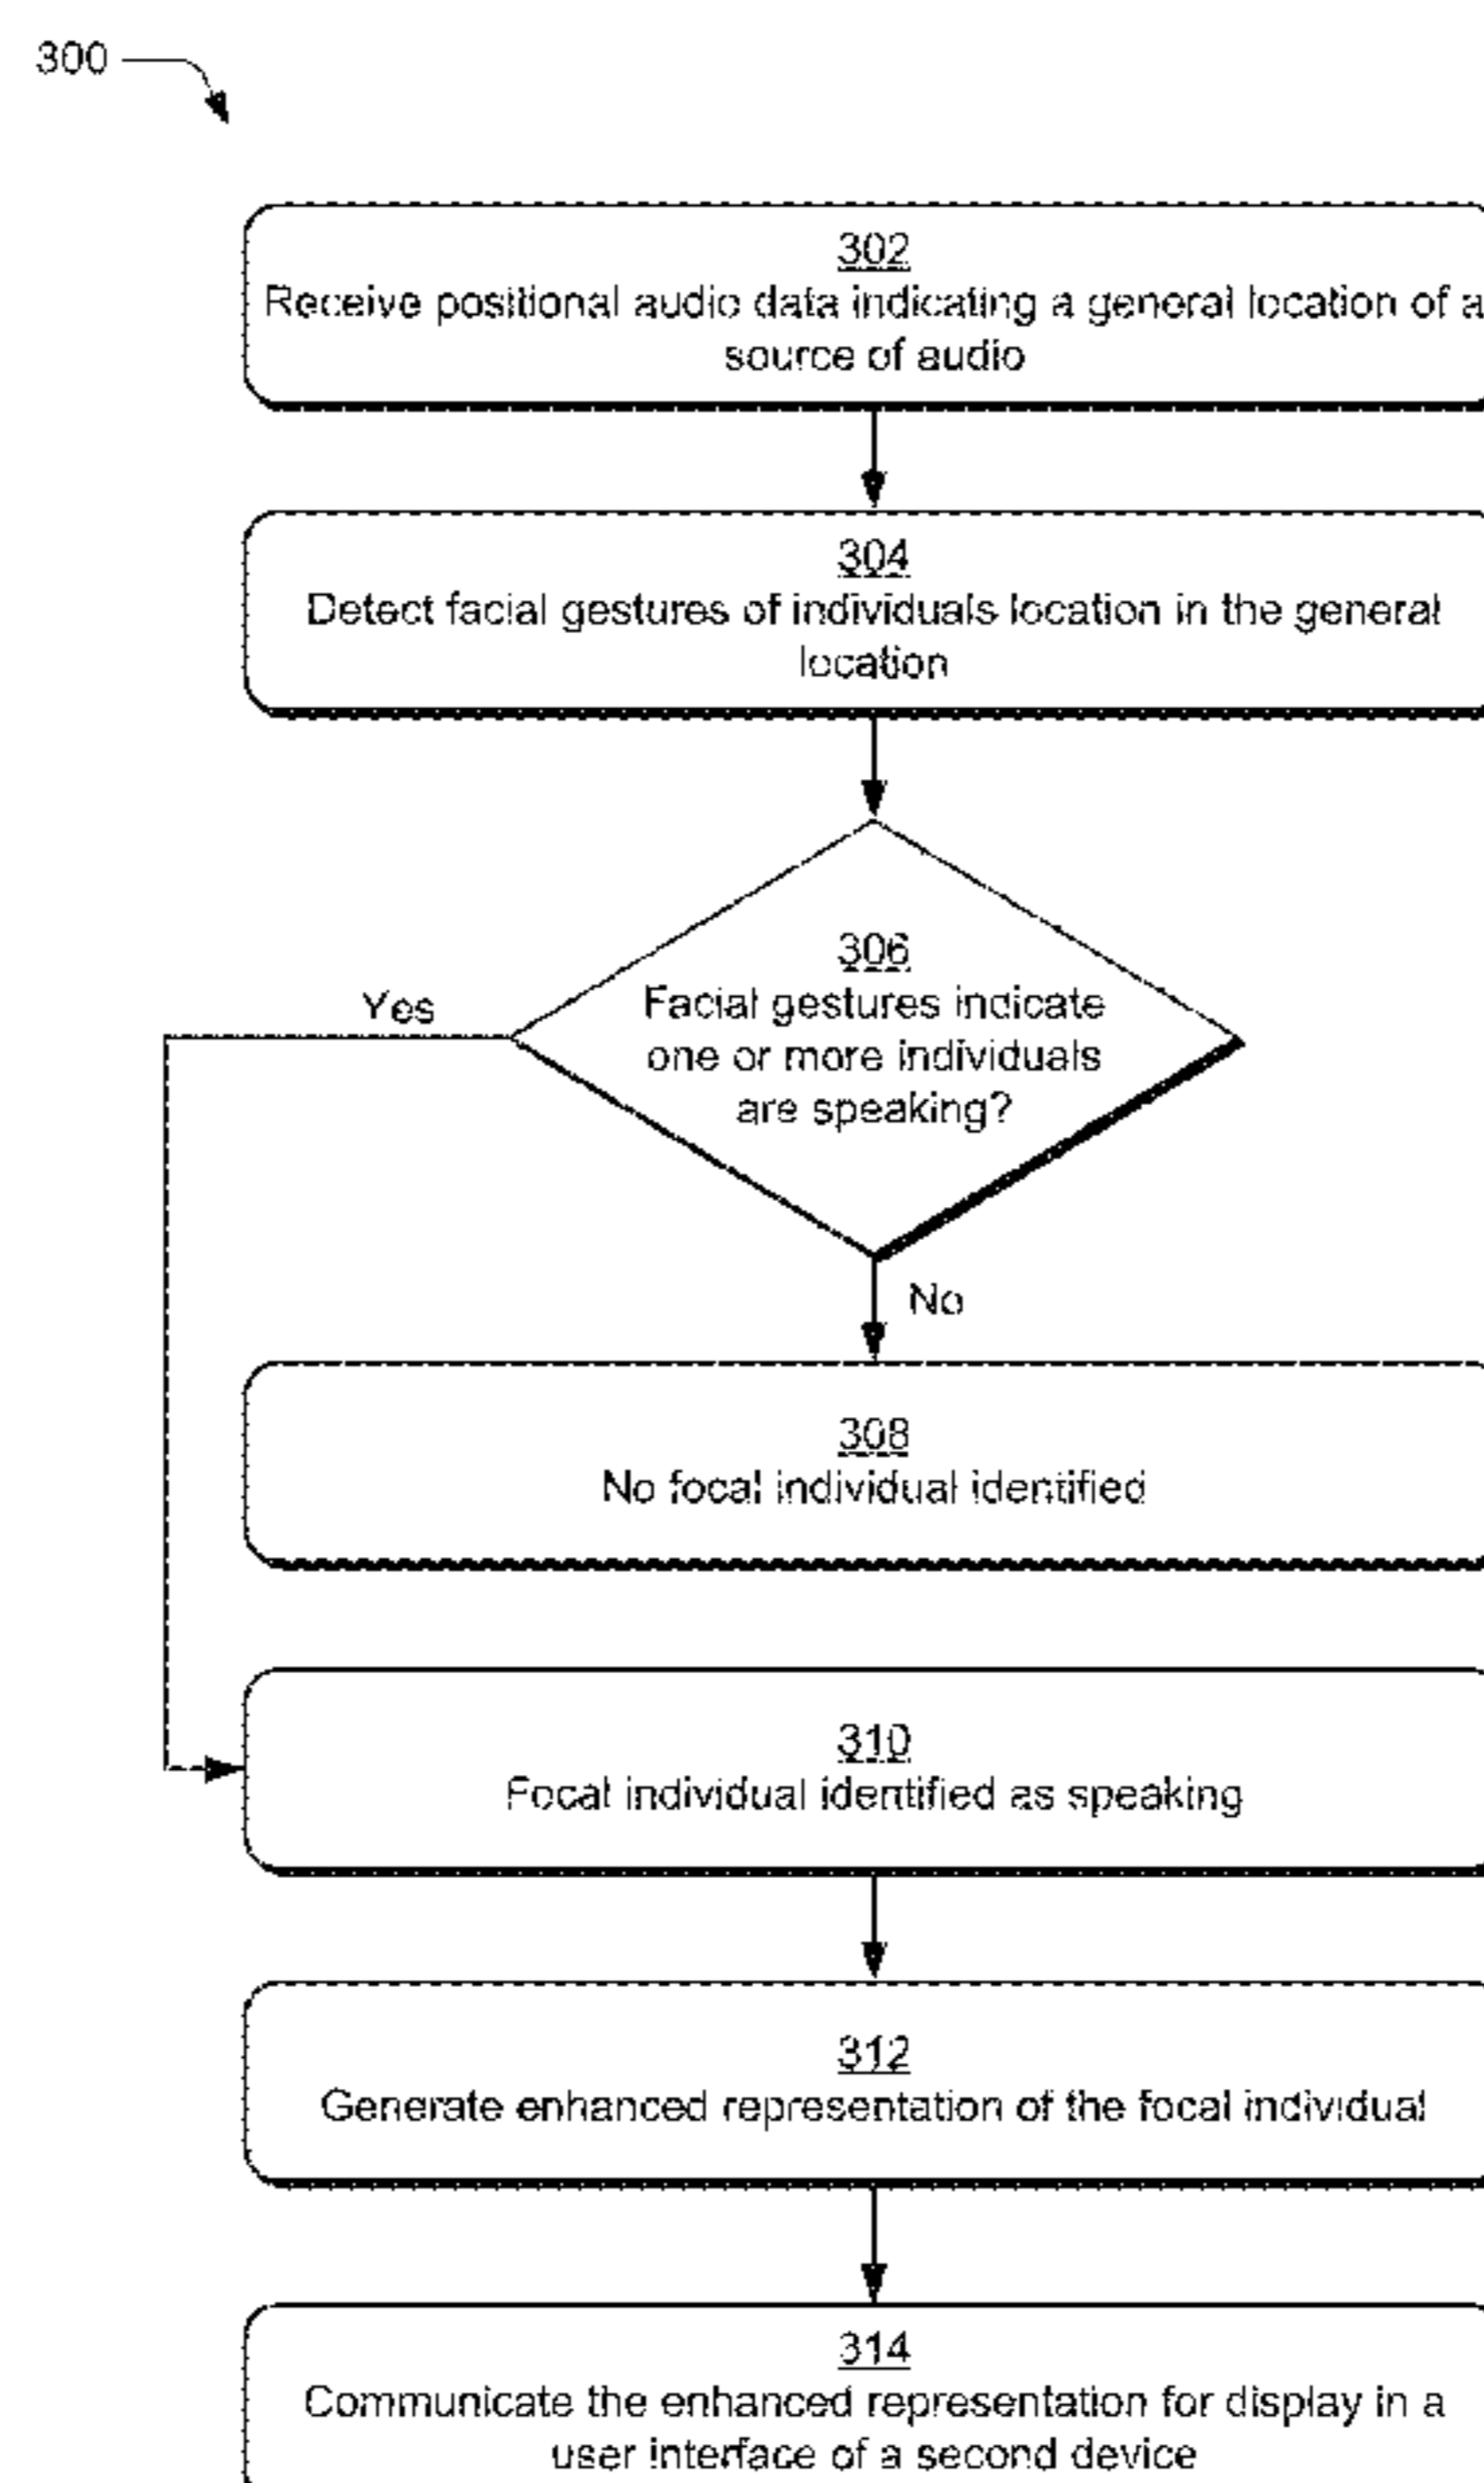 300
302
Receive positional audio data indicating a general location of a
source of audio
304
Detect facial gestures of individuals location in the general
location
306
Facial gestures indicate
one or more individuals
are speaking?
Yes
No
308
No focal individual identified
310
Focal individual identified as speaking
312
Generate enhanced representation of the focal individual
314
Communicate the enhanced representation for display in a
user interface of a second device